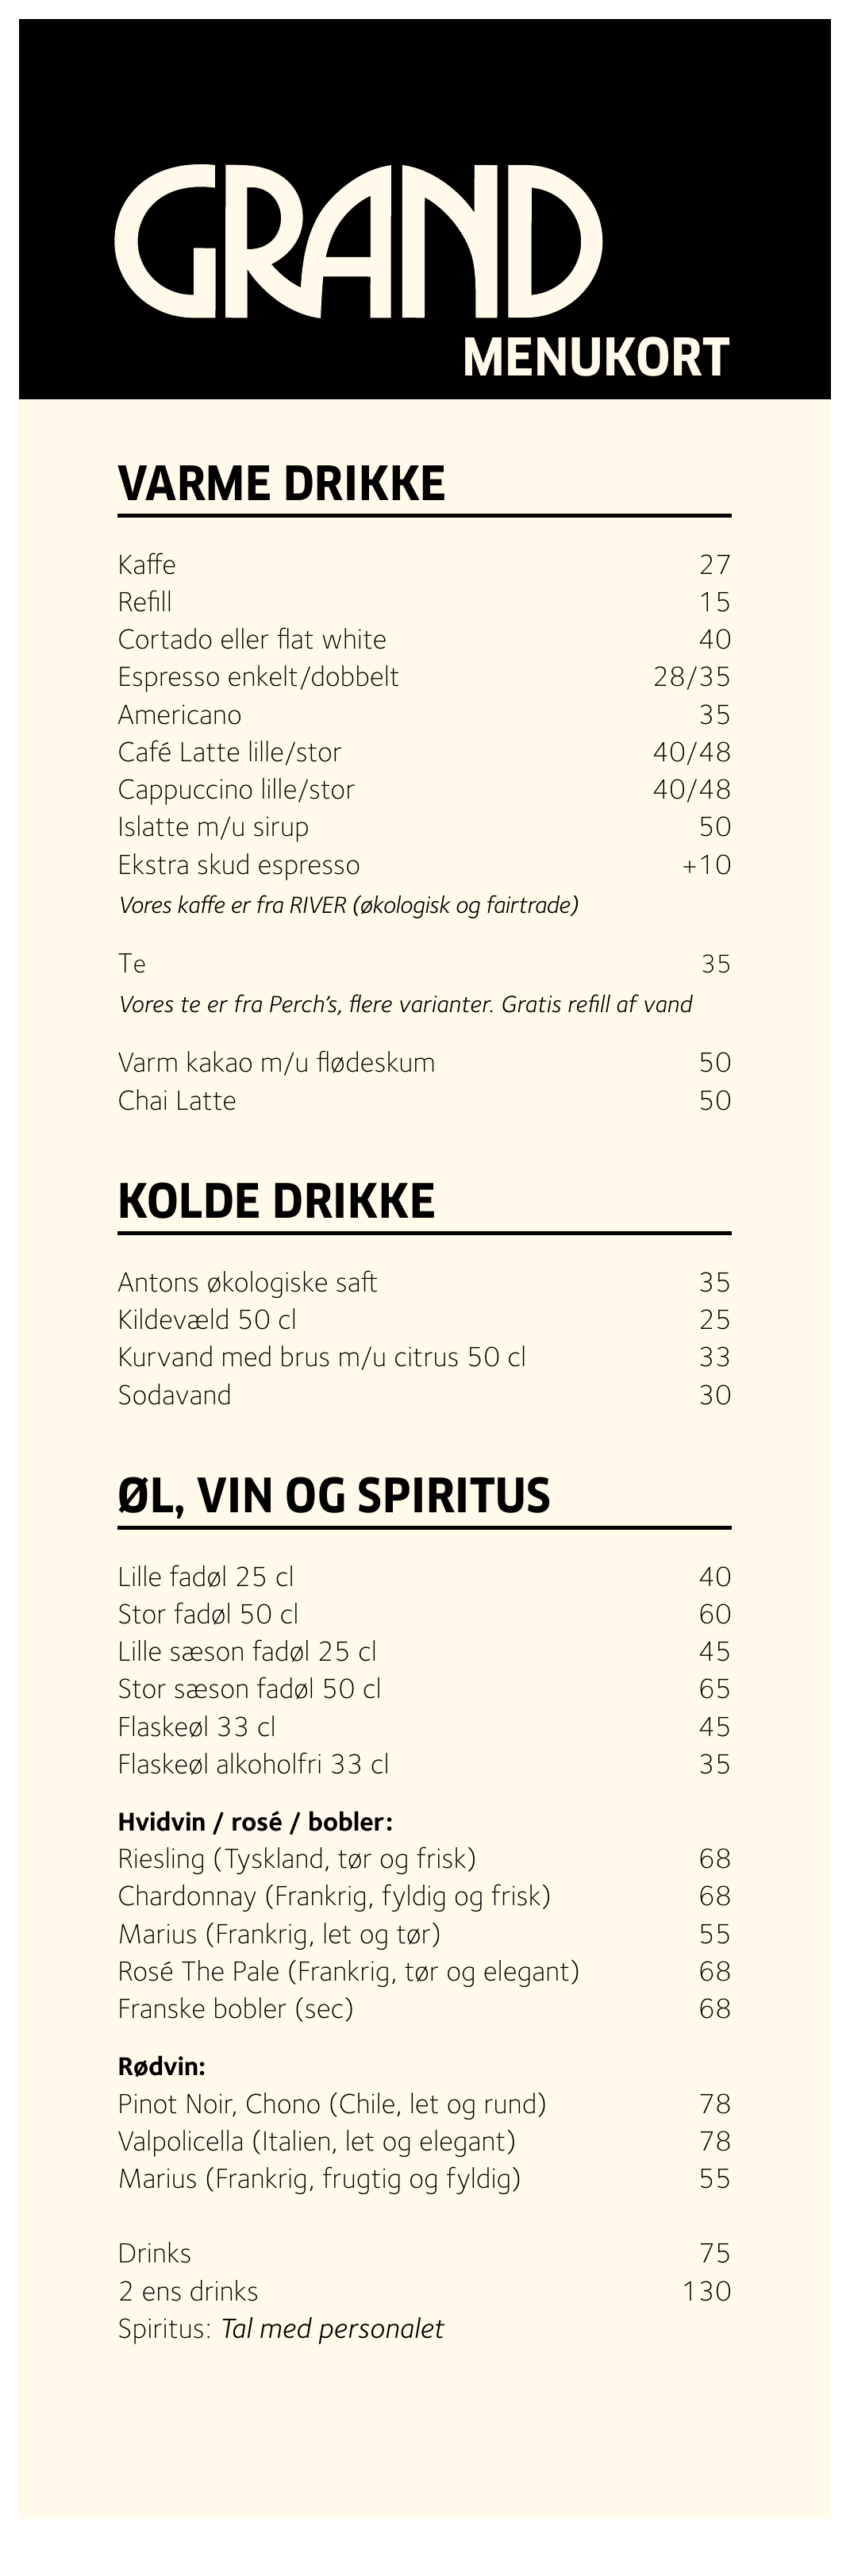 GRAND
MENUKORT
VARME DRIKKE
Kaffe 27
Refill 15
Cortado eller flat white 40
Espresso enkelt/dobbelt 28/35
Americano 35
Café Latte lille/stor 40/48
Cappuccino lille/stor 40/48
Islatte m/u sirup 50
Ekstra skud espresso +10
Vores kaffe er fra RIVER (økologisk og fairtrade)
Te 35
Vores te er fra Perch’s, flere varianter. Gratis refill af vand
Varm kakao m/u flødeskum 50
Chai Latte 50
KOLDE DRIKKE
Antons økologiske saft 35
Kildevæld 50 cl 25
Kurvand med brus m/u citrus 50 cl 33
Sodavand 30
ØL, VIN OG SPIRITUS
Lille fadøl 25 cl 40
Stor fadøl 50 cl 60
Lille sæson fadøl 25 cl 45
Stor sæson fadøl 50 cl 65
Flaskeøl 33 cl 45
Flaskeøl alkoholfri 33 cl 35
Hvidvin / rosé / bobler:
Riesling (Tyskland, tør og frisk) 68
Chardonnay (Frankrig, fyldig og frisk) 68
Marius (Frankrig, let og tør) 55
Rosé The Pale (Frankrig, tør og elegant) 68
Franske bobler (sec) 68
Rødvin:
Pinot Noir, Chono (Chile, let og rund) 78
Valpolicella (Italien, let og elegant) 78
Marius (Frankrig, frugtig og fyldig) 55
Drinks 75
2 ens drinks 130
Spiritus: Tal med personalet